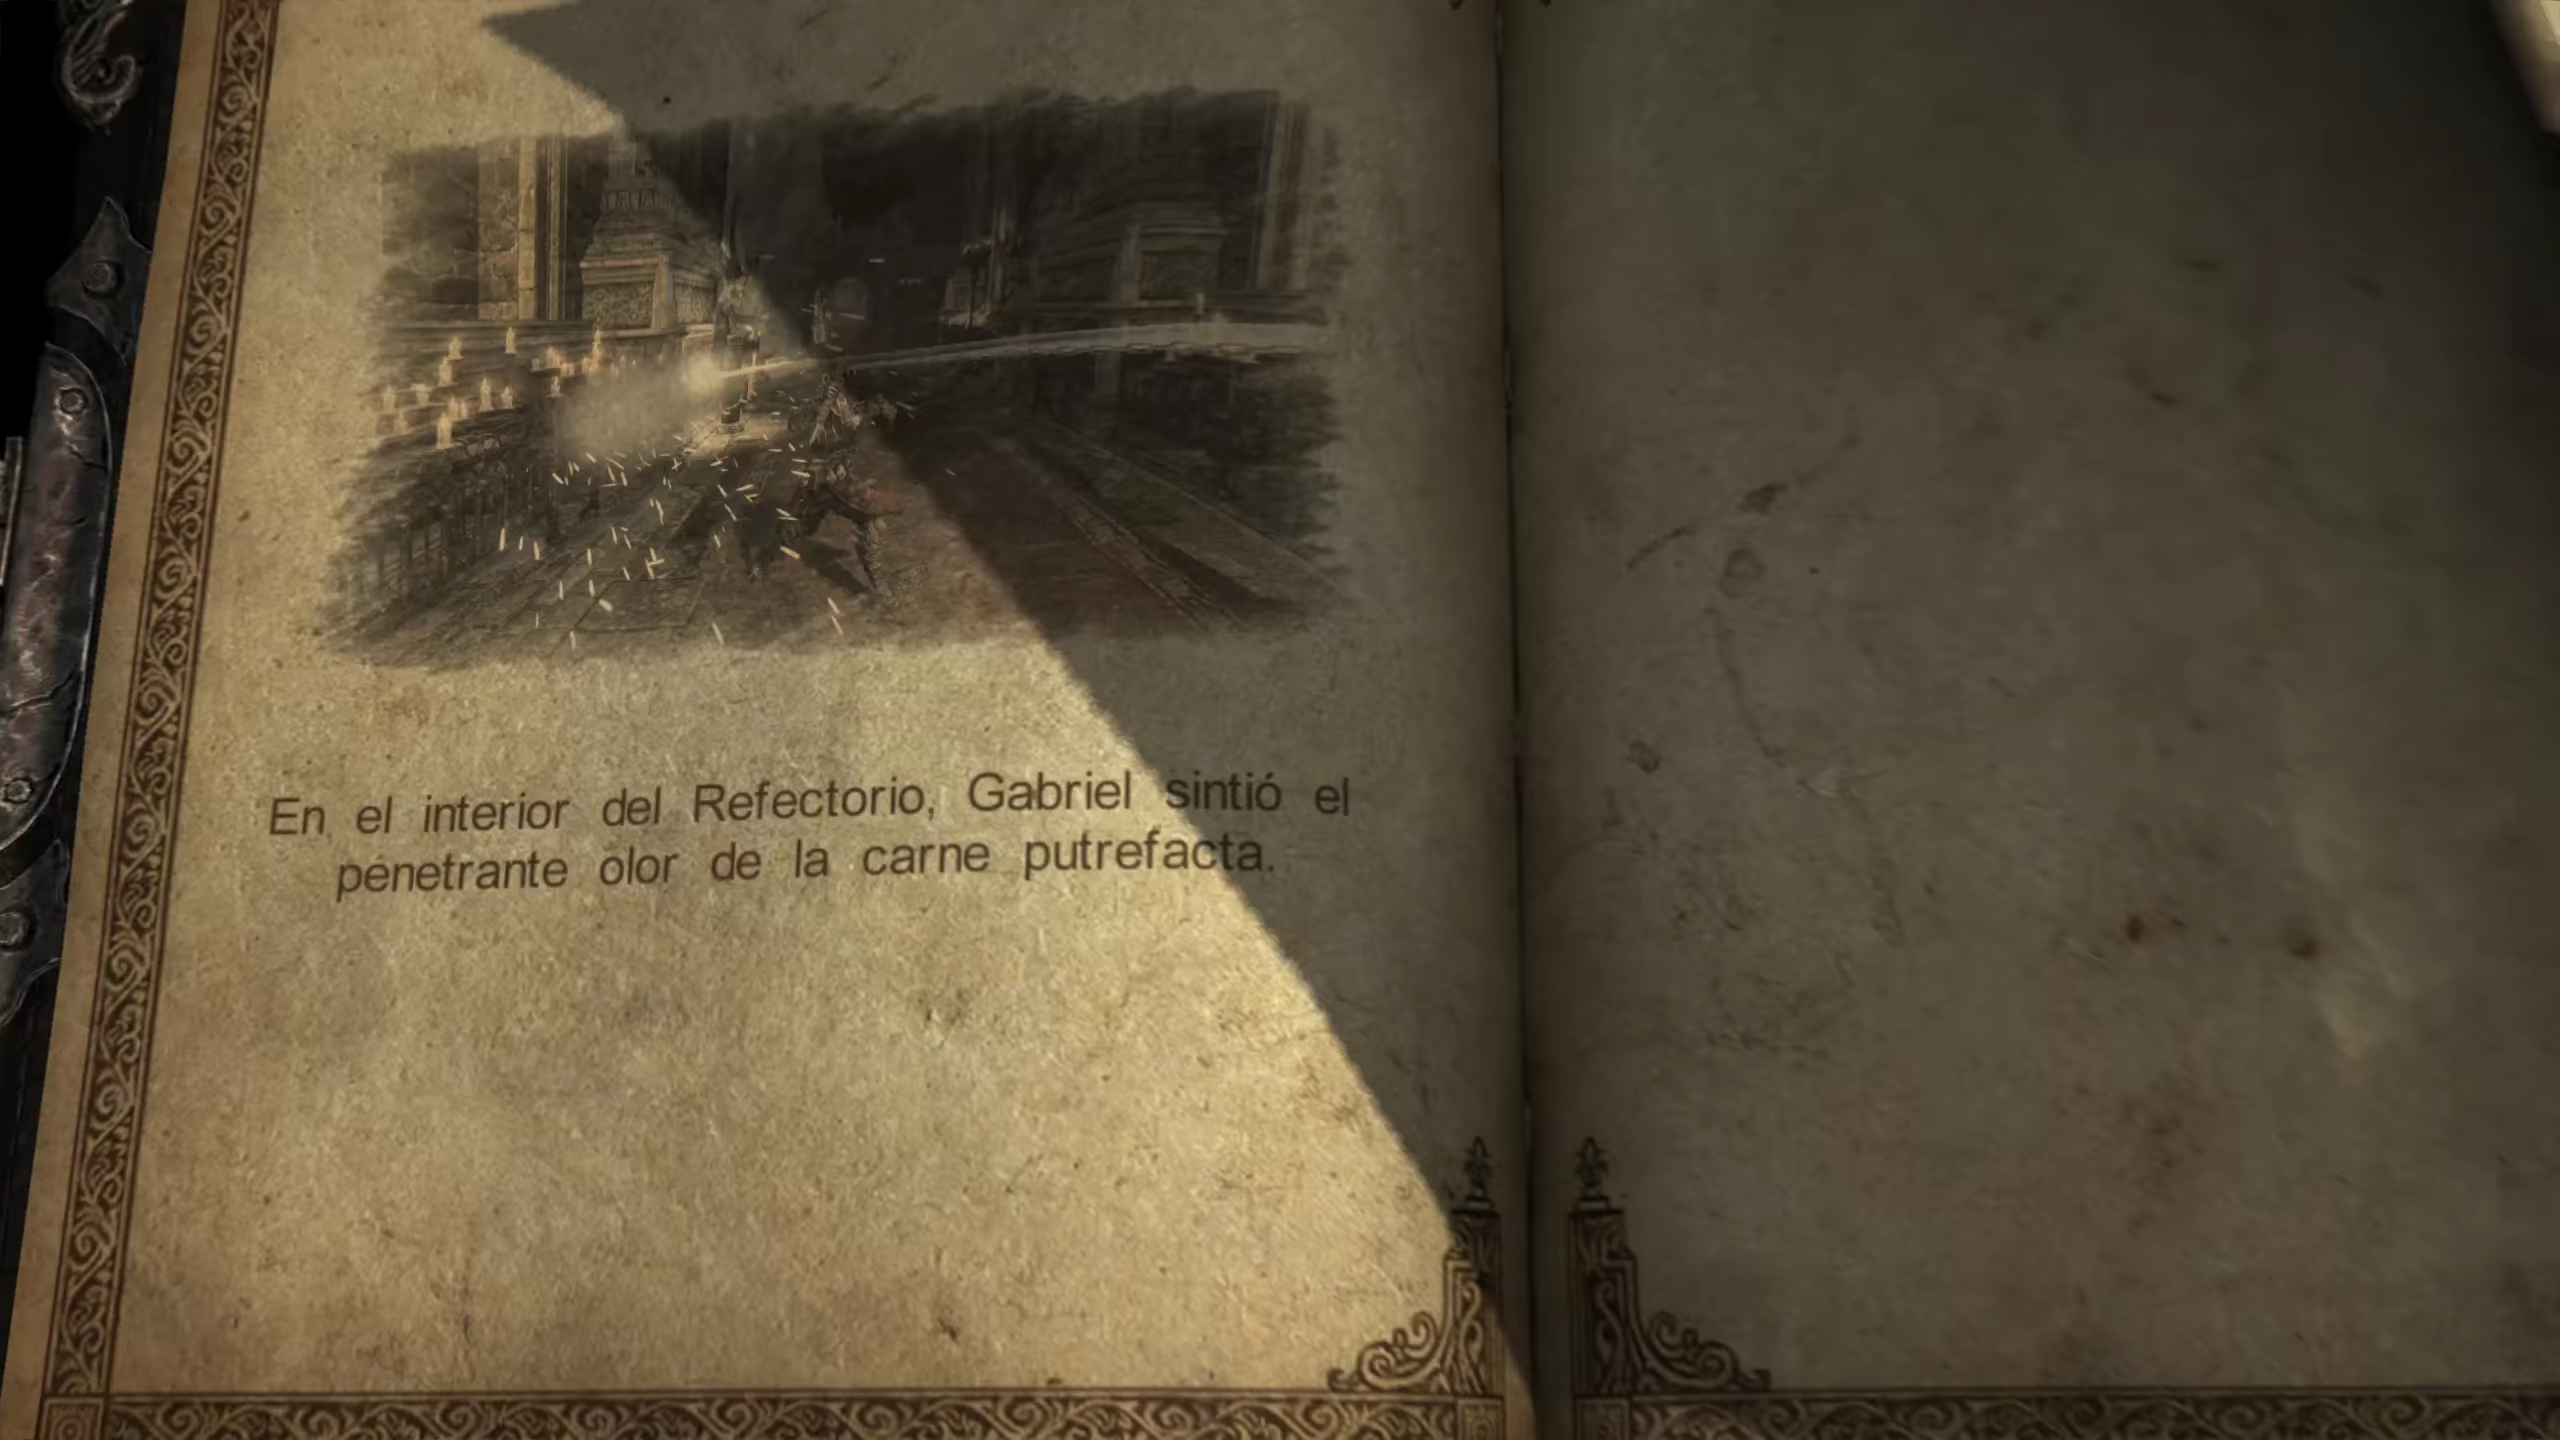 En el interior del Refectorio, Gabriel sintió el
penetrante olor de la carne putrefacta.